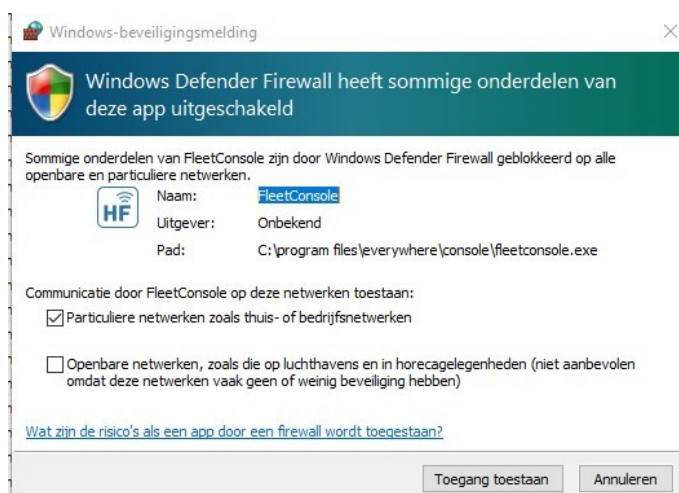 Windows-beveiligingsmelding
Windows Defender Firewall heeft sommige onderdelen van
deze app uitgeschakeld
Sommige onderdelen van FleetConsole zijn door Windows Defender Firewall geblokkeerd op alle
openbare en particuliere netwerken.
HF
Naam: FleetConsole
Uitgever: Onbekend
Pad: C:\program files\everywhere\console\fleetconsole.exe
Communicatie door FleetConsole op deze netwerken toestaan:
Particuliere netwerken zoals thuis- of bedrijfsnetwerken
Openbare netwerken, zoals die op luchthavens en in horecagelegenheden (niet aanbevolen
omdat deze netwerken vaak geen of weinig beveiliging hebben)
Wat zijn de risico's als een app door een firewall wordt toegestaan?
Toegang toestaan Annuleren